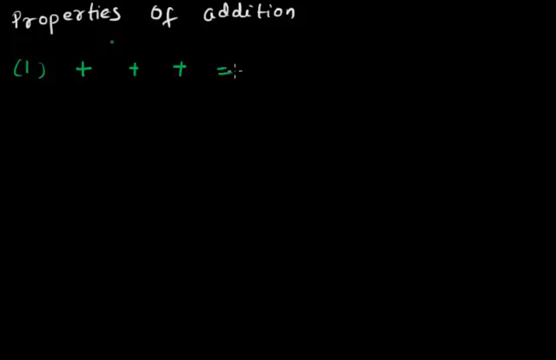 Properties of addition
(1) + + + =